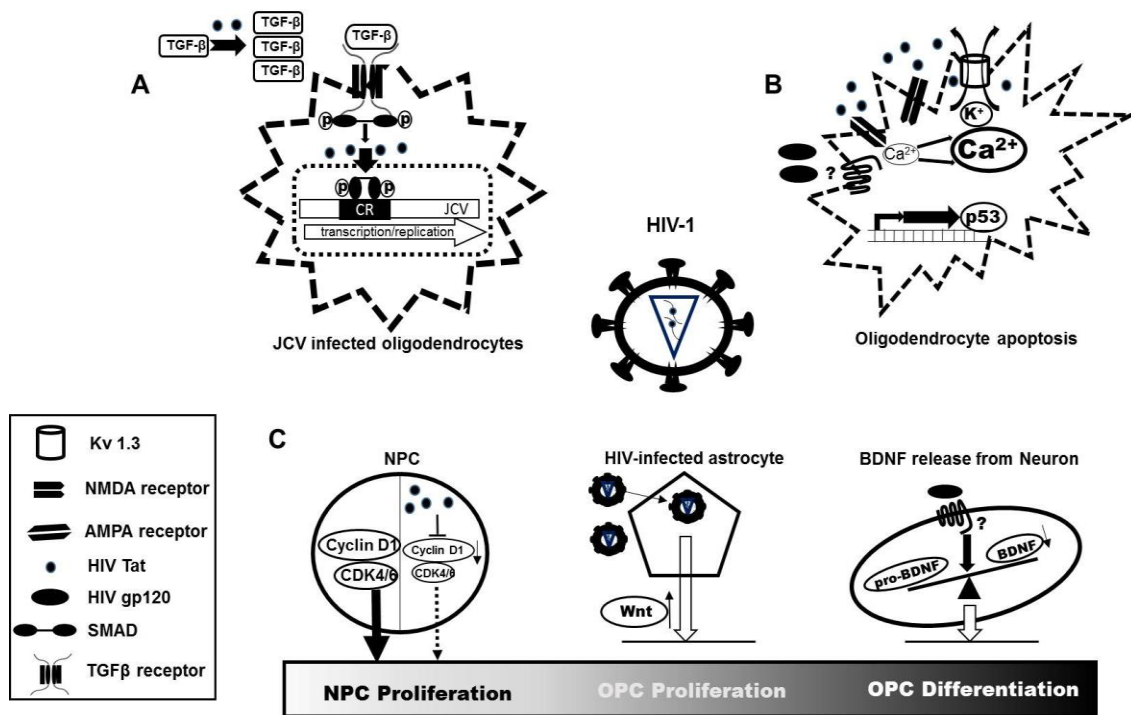 A
TGF-β
TGF-β
TGF-β
TGF-β
TGF-β
p
p
p
p
CR
JCV
transcription/replication
JCV infected oligodendrocytes
HIV-1
B
K+
Ca2+
Ca2+
?
p53
Oligodendrocyte apoptosis
Kv 1.3
NMDA receptor
AMPA receptor
HIV Tat
HIV gp120
SMAD
TGFβ receptor
C
NPC
Cyclin D1
CDK4/6
Cyclin D1
CDK4/6
HIV-infected astrocyte
Wnt
BDNF release from Neuron
?
pro-BDNF
BDNF
NPC Proliferation
OPC Proliferation
OPC Differentiation